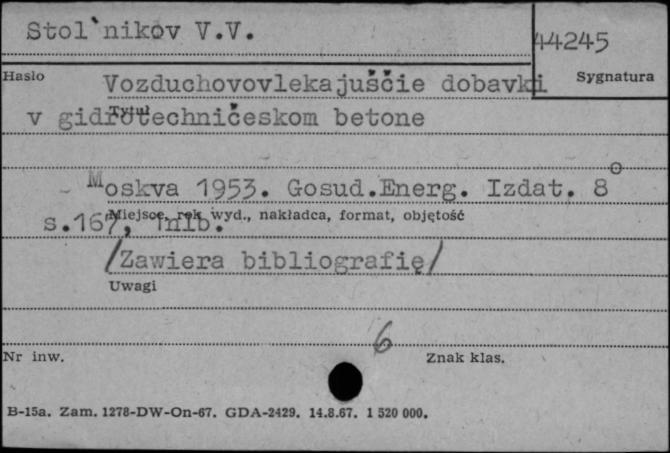 Stol`nikov V.V.
44245
Hasło
Sygnatura
Vozduchovovlekajuščie dobavki
Tytuł
v gidrotechničeskom betone
Moskva 1953. Gosud.Energ. Izdat. 8°
Miejsce, rok wyd., nakładca, format, objętość
s.167, 1nlb.
/Zawiera bibliografię/
Uwagi
6
Nr inw.
Znak klas.
B-15a. Zam. 1278-DW-On-67. GDA-2429. 14.8.67. 1 520 000.